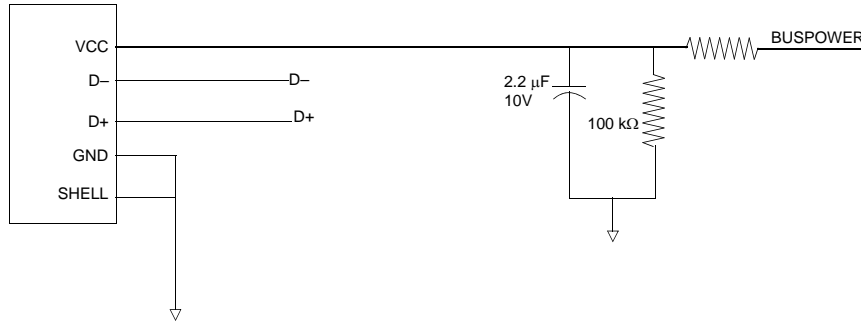 VCC
BUSPOWER
D–
D–
2.2 μF
10V
D+
D+
100 kΩ
GND
SHELL